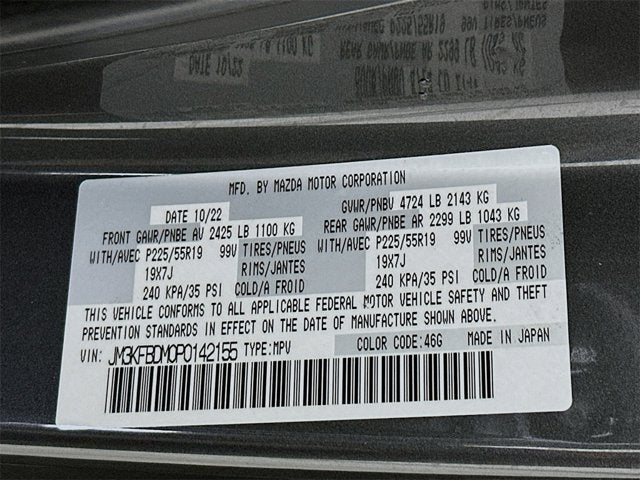 MFD. BY MAZDA MOTOR CORPORATION
DATE 10/22 GVWR/PNBV 4724 LB 2143 KG
FRONT GAWR/PNBE AV 2425 LB 1100 KG REAR GAWR/PNBE AR 2299 LB 1043 KG
WITH/AVEC P225/55R19 99V TIRES/PNEUS WITH/AVEC P225/55R19 99V TIRES/PNEUS
19X7J RIMS/JANTES 19X7J RIMS/JANTES
240 KPA/35 PSI COLD/A FROID 240 KPA/35 PSI COLD/A FROID
THIS VEHICLE CONFORMS TO ALL APPLICABLE FEDERAL MOTOR VEHICLE SAFETY AND THEFT
PREVENTION STANDARDS IN EFFECT ON THE DATE OF MANUFACTURE SHOWN ABOVE.
VIN: JM3KFBDM0P0142155 TYPE:MPV COLOR CODE:46G MADE IN JAPAN